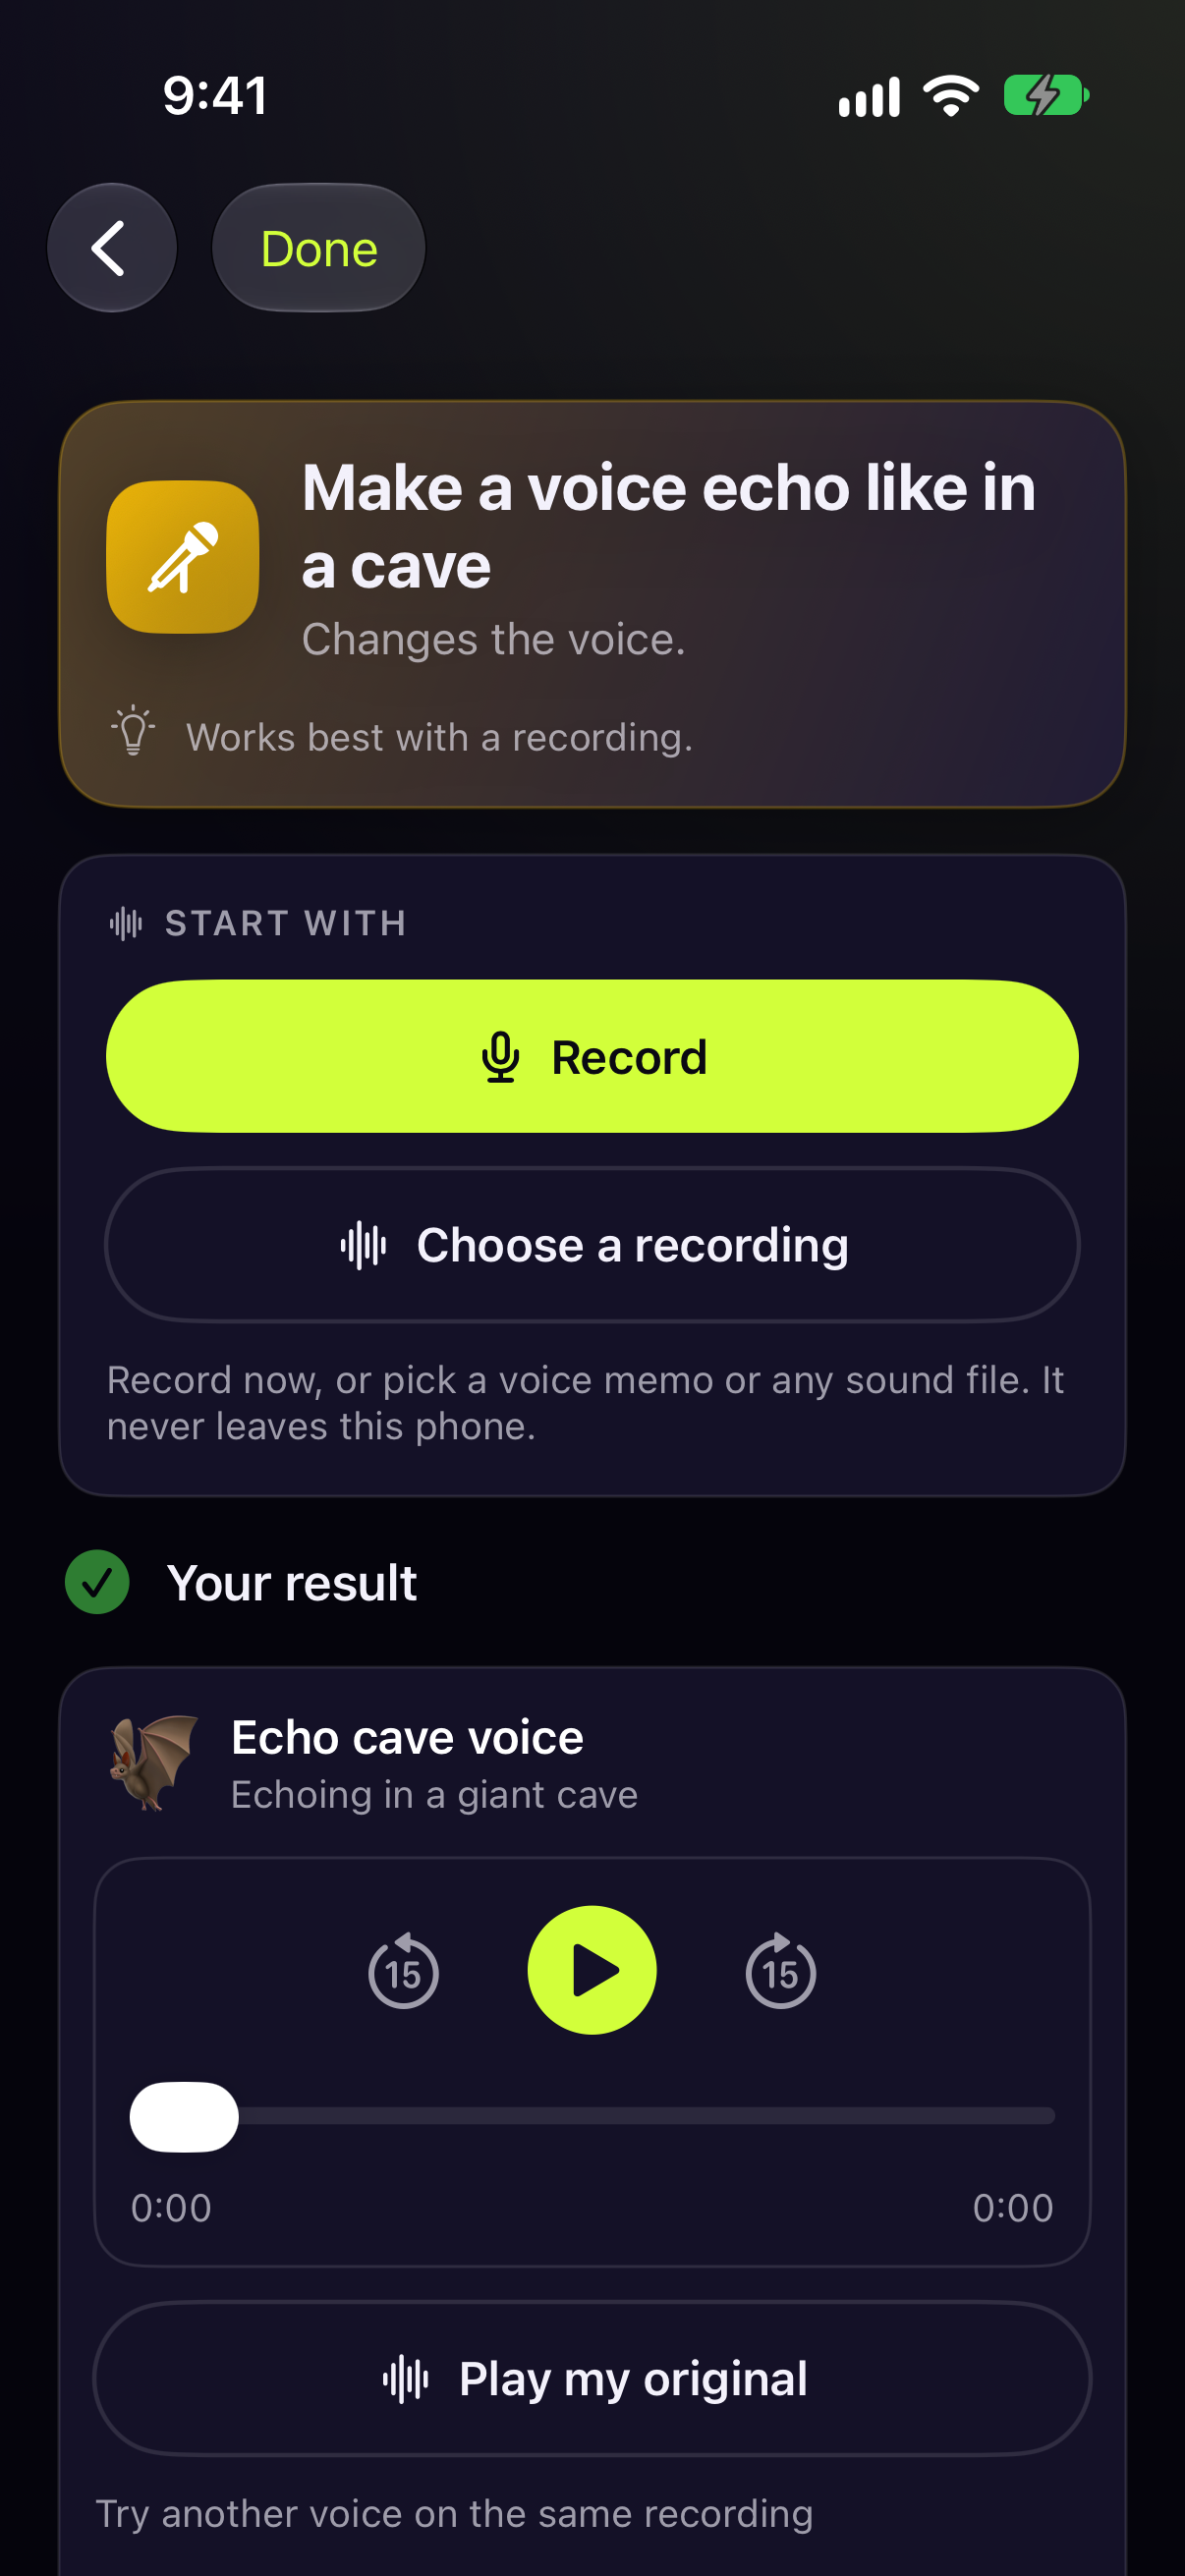 9:41
Done
Make a voice echo like in
a cave
Changes the voice.
Works best with a recording.
START WITH
Record
Choose a recording
Record now, or pick a voice memo or any sound file. It
never leaves this phone.
Your result
Echo cave voice
Echoing in a giant cave
15 15
0:00 0:00
Play my original
Try another voice on the same recording